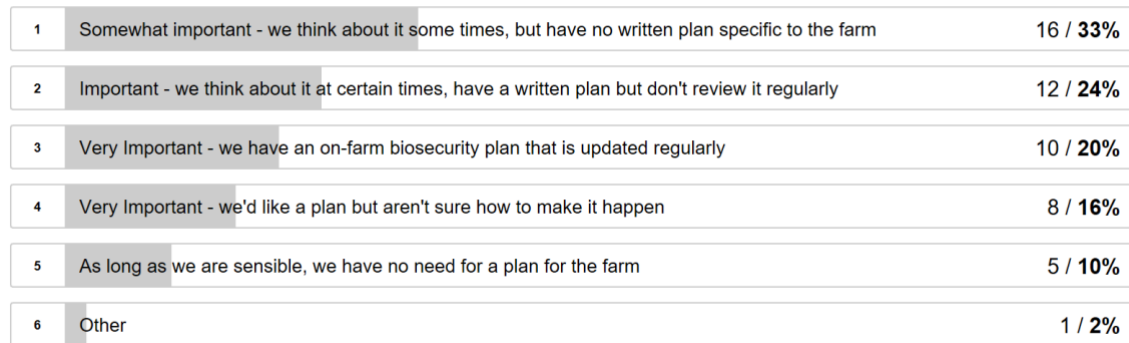 1 Somewhat important - we think about it some times, but have no written plan specific to the farm 16 / 33%
2 Important - we think about it at certain times, have a written plan but don't review it regularly 12 / 24%
3 Very Important - we have an on-farm biosecurity plan that is updated regularly 10 / 20%
4 Very Important - we'd like a plan but aren't sure how to make it happen 8 / 16%
5 As long as we are sensible, we have no need for a plan for the farm 5 / 10%
6 Other 1 / 2%